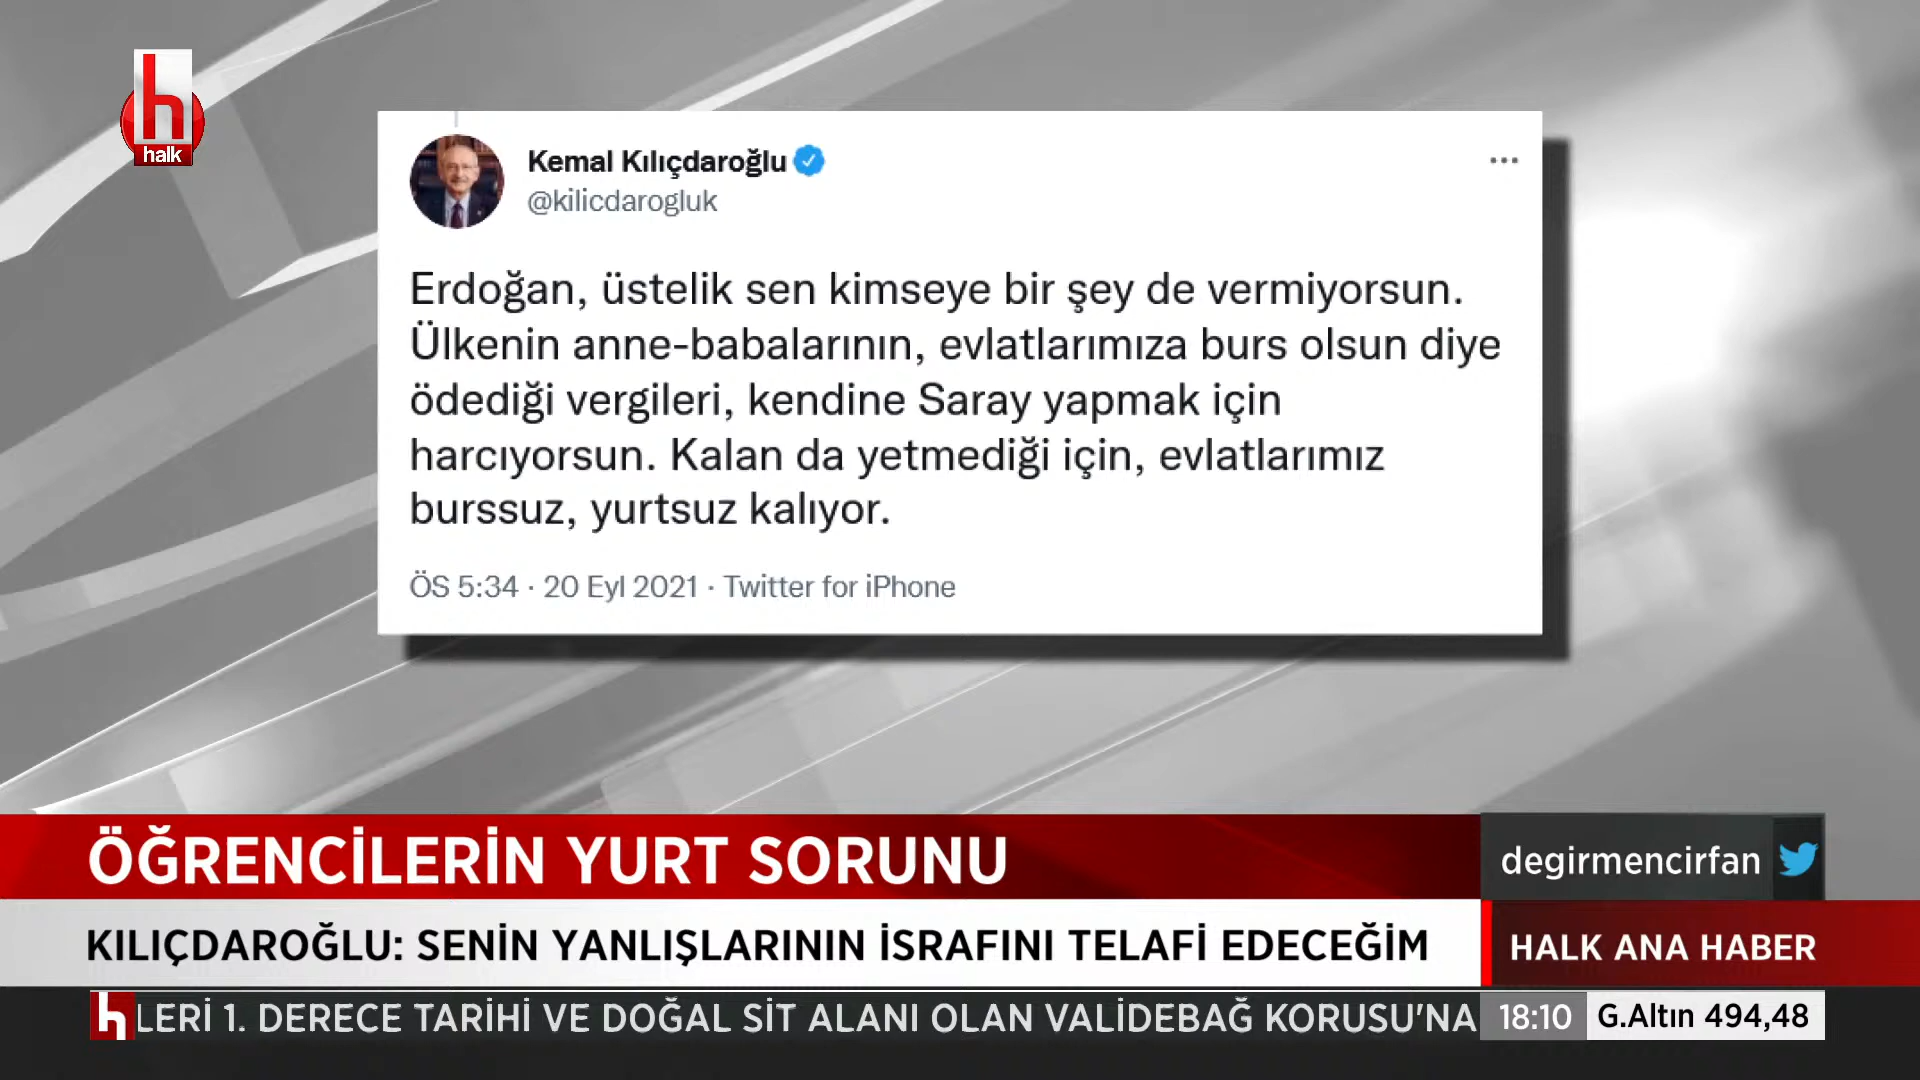 h
halk
Kemal Kılıçdaroğlu
@kilicdarogluk
Erdoğan, üstelik sen kimseye bir şey de vermiyorsun.
Ülkenin anne-babalarının, evlatlarımıza burs olsun diye
ödediği vergileri, kendine Saray yapmak için
harcıyorsun. Kalan da yetmediği için, evlatlarımız
burssuz, yurtsuz kalıyor.
ÖS 5:34 · 20 Eyl 2021 · Twitter for iPhone
ÖĞRENCİLERİN YURT SORUNU
degirmencirfan
KILIÇDAROĞLU: SENİN YANLIŞLARININ İSRAFINI TELAFİ EDECEĞİM
HALK ANA HABER
h LERİ 1. DERECE TARİHİ VE DOĞAL SİT ALANI OLAN VALİDEBAĞ KORUSU'NA 18:10 G.Altın 494,48